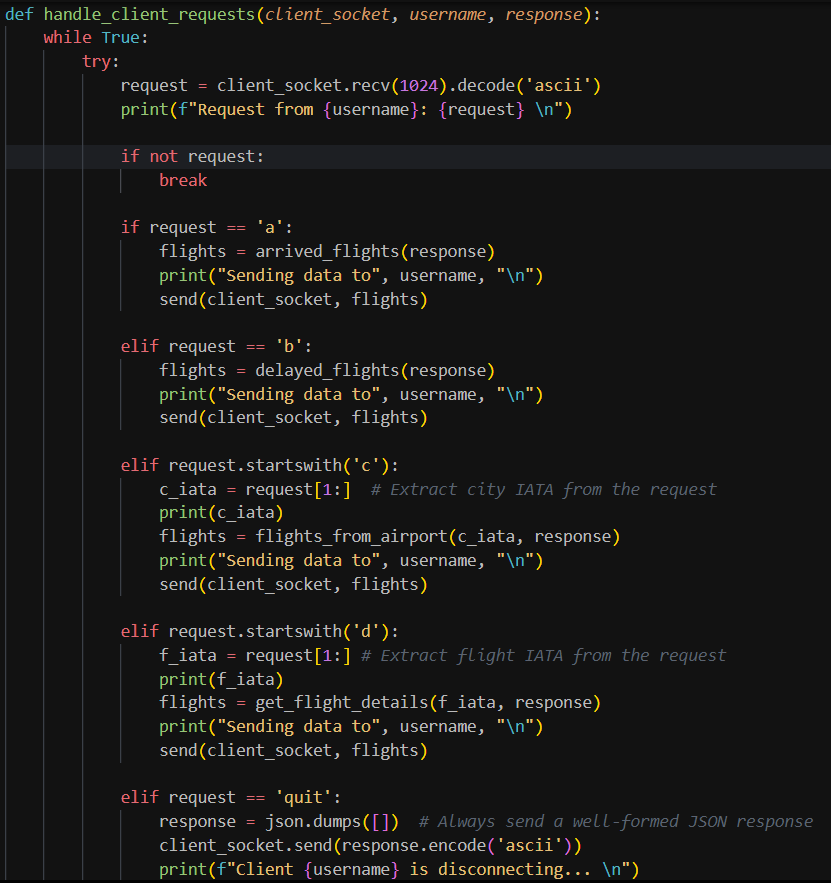 def handle_client_requests(client_socket, username, response):
    while True:
        try:
            request = client_socket.recv(1024).decode('ascii')
            print(f"Request from {username}: {request} \n")

            if not request:
                break

            if request == 'a':
                flights = arrived_flights(response)
                print("Sending data to", username, "\n")
                send(client_socket, flights)

            elif request == 'b':
                flights = delayed_flights(response)
                print("Sending data to", username, "\n")
                send(client_socket, flights)

            elif request.startswith('c'):
                c_iata = request[1:]  # Extract city IATA from the request
                print(c_iata)
                flights = flights_from_airport(c_iata, response)
                print("Sending data to", username, "\n")
                send(client_socket, flights)

            elif request.startswith('d'):
                f_iata = request[1:] # Extract flight IATA from the request
                print(f_iata)
                flights = get_flight_details(f_iata, response)
                print("Sending data to", username, "\n")
                send(client_socket, flights)

            elif request == 'quit':
                response = json.dumps([])  # Always send a well-formed JSON response
                client_socket.send(response.encode('ascii'))
                print(f"Client {username} is disconnecting... \n")